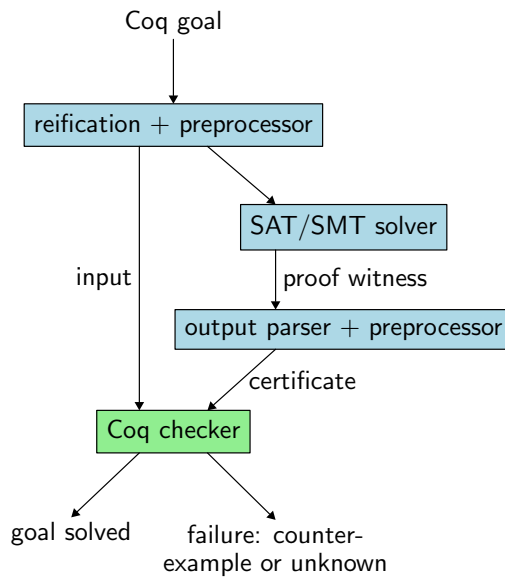 Coq goal
reification + preprocessor
SAT/SMT solver
input
proof witness
output parser + preprocessor
certificate
Coq checker
goal solved
failure: counter-
example or unknown